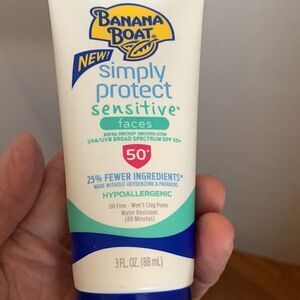 BANANA
BOAT
NEW!
simply
protect
sensitive™
faces
MINERAL ENRICHED SUNSCREEN LOTION
UVA/UVB BROAD SPECTRUM SPF 50+
50+
25% FEWER INGREDIENTS*
MADE WITHOUT OXYBENZONE & PARABENS
HYPOALLERGENIC
Oil Free - Won't Clog Pores
Water Resistant
(80 Minutes)
3 FL OZ. (88 mL)